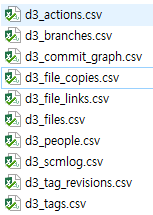 d3_actions.csv
d3_branches.csv
d3_commit_graph.csv
d3_file_copies.csv
d3_file_links.csv
d3_files.csv
d3_people.csv
d3_scmlog.csv
d3_tag_revisions.csv
d3_tags.csv